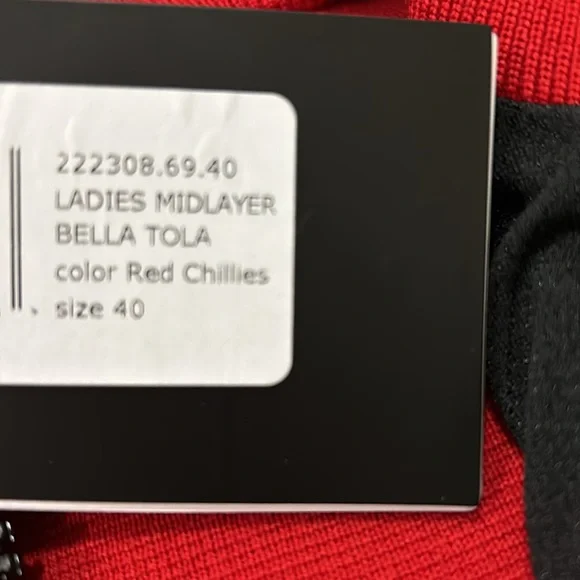 222308.69.40
LADIES MIDLAYER
BELLA TOLA
color Red Chillies
size 40